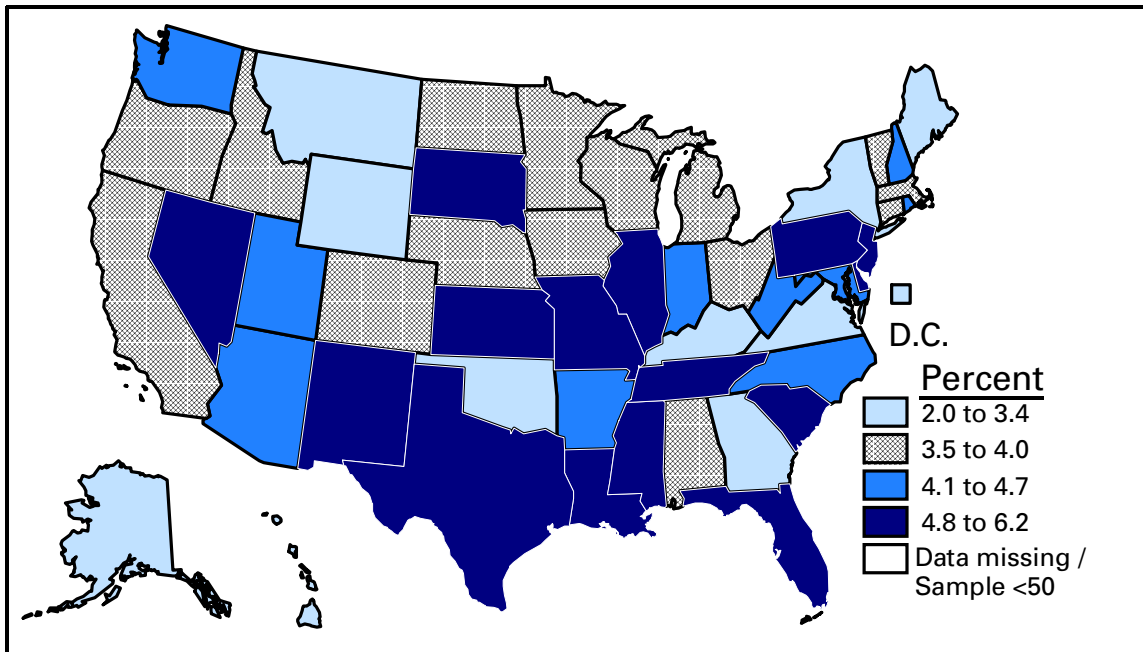 D.C.
Percent
2.0 to 3.4
3.5 to 4.0
4.1 to 4.7
4.8 to 6.2
Data missing /
Sample <50